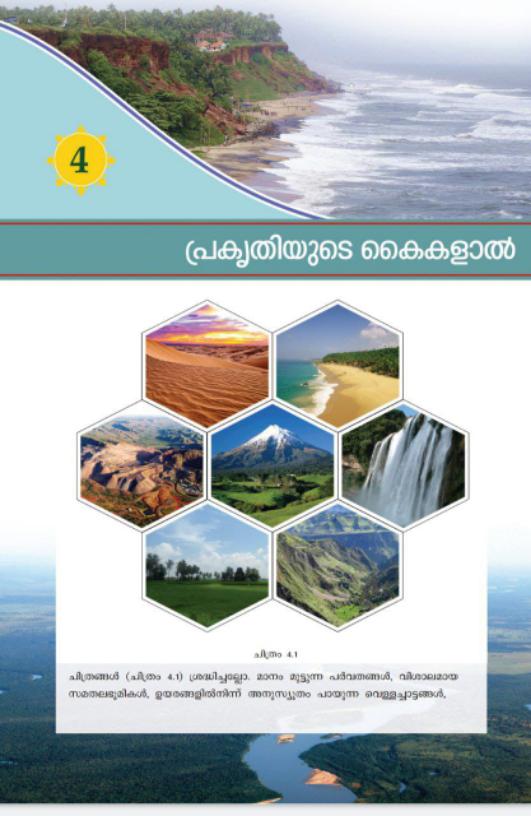 4
പ്രകൃതിയുടെ കൈകളാൽ
ചിത്രം 4.1
ചിത്രങ്ങൾ (ചിത്രം 4.1) ശ്രദ്ധിച്ചല്ലോ. മാനം മുട്ടുന്ന പർവതങ്ങൾ, വിശാലമായ
സമതലഭൂമികൾ, ഉയരങ്ങളിൽനിന്ന് അനുസ്യൂതം പായുന്ന വെള്ളച്ചാട്ടങ്ങൾ,